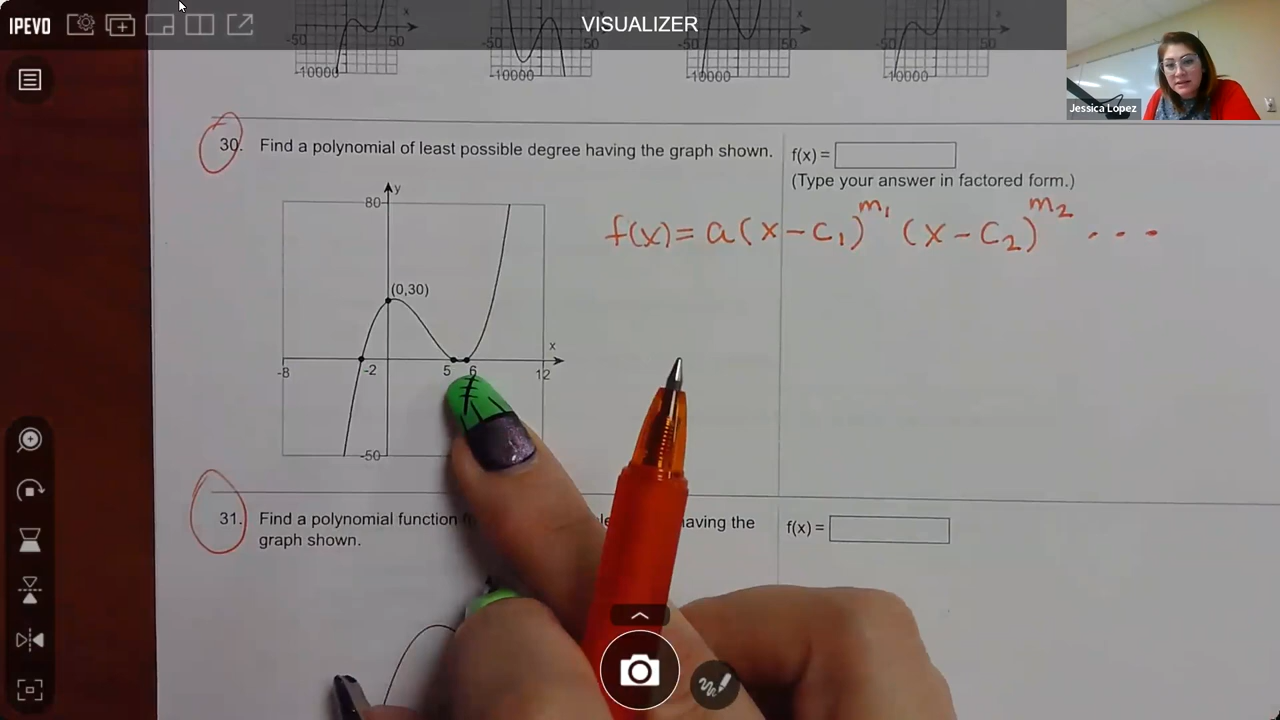 IPEVO
VISUALIZER
Jessica Lopez
x
x
x
x
-50 50
-50 50
-50 50
-50 50
-10000
-10000
-10000
-10000
30. Find a polynomial of least possible degree having the graph shown.
f(x) =
(Type your answer in factored form.)
f(x) = a(x-c₁)^m₁ (x-c₂)^m₂ ...
y
80
(0,30)
x
-8 -2 5 6 12
-50
31. Find a polynomial function having the
graph shown.
f(x) =